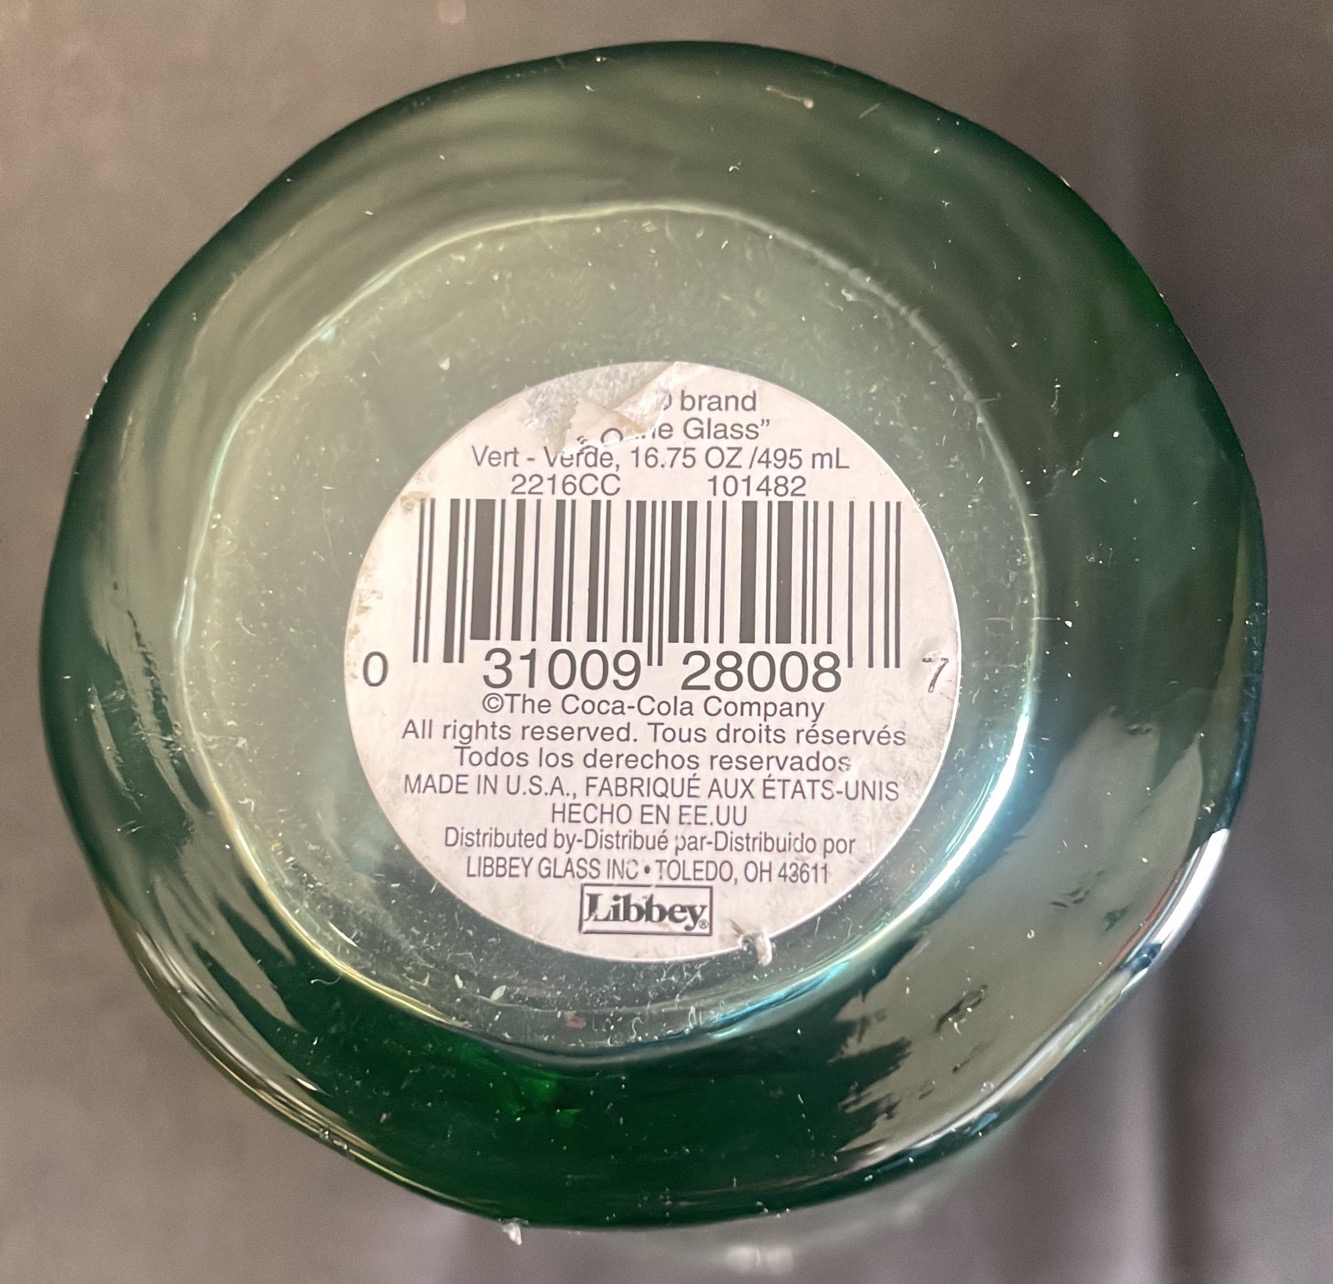 brand
Glass”
Vert - Verde, 16.75 OZ /495 mL
2216CC 101482
0 31009 28008 7
©The Coca-Cola Company
All rights reserved. Tous droits réservés
Todos los derechos reservados
MADE IN U.S.A., FABRIQUÉ AUX ÉTATS-UNIS
HECHO EN EE.UU
Distributed by-Distribué par-Distribuido por
LIBBEY GLASS INC • TOLEDO, OH 43611
Libbey®